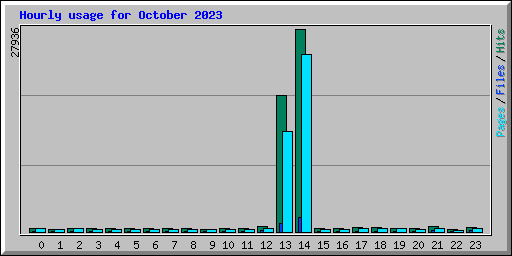 Hourly usage for October 2023
27936
Pages/Files/Hits
0 1 2 3 4 5 6 7 8 9 10 11 12 13 14 15 16 17 18 19 20 21 22 23